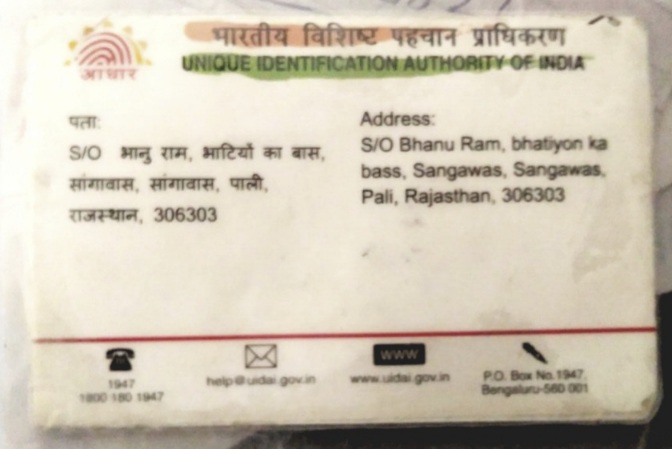 भारतीय विशिष्ट पहचान प्राधिकरण
UNIQUE IDENTIFICATION AUTHORITY OF INDIA
आधार
पता:
S/O भानु राम, भाटियों का बास,
सांगावास, सांगावास, पाली,
राजस्थान, 306303
Address:
S/O Bhanu Ram, bhatiyon ka
bass, Sangawas, Sangawas,
Pali, Rajasthan, 306303
1947
1800 180 1947
help@uidai.gov.in
www
www.uidai.gov.in
P.O. Box No.1947,
Bengaluru-560 001